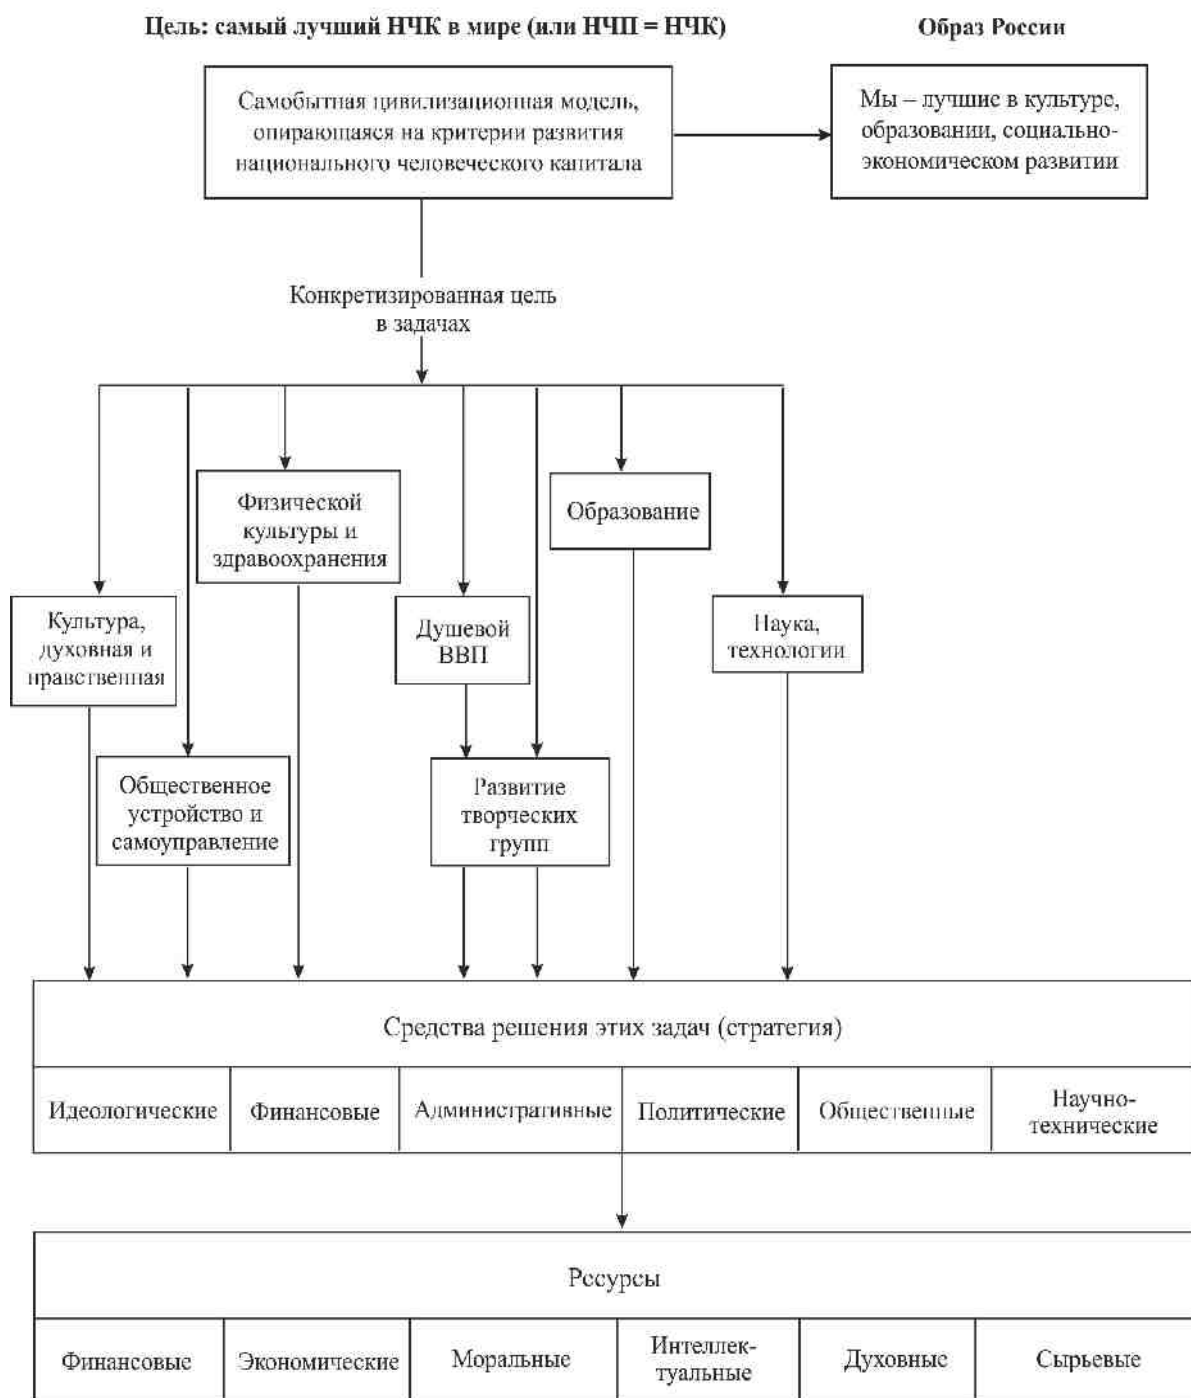 Цель: самый лучший НЧК в мире (или НЧП = НЧК)
Образ России
Самобытная цивилизационная модель,
опирающаяся на критерии развития
национального человеческого капитала
Мы – лучшие в культуре,
образовании, социально-
экономическом развитии
Конкретизированная цель
в задачах
Физической
культуры и
здравоохранения
Образование
Культура,
духовная и
нравственная
Душевой
ВВП
Наука,
технологии
Общественное
устройство и
самоуправление
Развитие
творческих
групп
Средства решения этих задач (стратегия)
Идеологические
Финансовые
Административные
Политические
Общественные
Научно-
технические
Ресурсы
Финансовые
Экономические
Моральные
Интеллек-
туальные
Духовные
Сырьевые